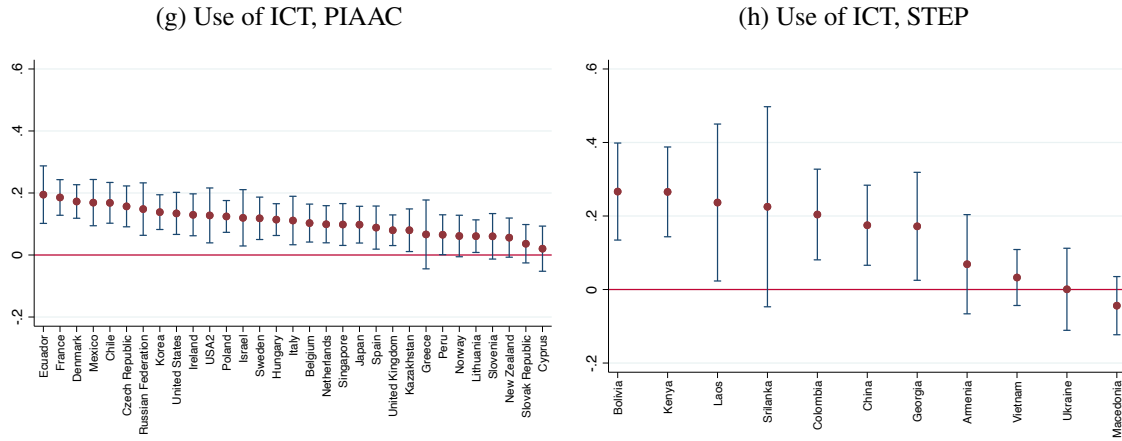 (g) Use of ICT, PIAAC
.6
.4
.2
0
-.2
Ecuador
France
Denmark
Mexico
Chile
Czech Republic
Russian Federation
Korea
United States
Ireland
USA2
Poland
Israel
Sweden
Hungary
Italy
Belgium
Netherlands
Singapore
Japan
Spain
United Kingdom
Kazakhstan
Greece
Peru
Norway
Lithuania
Slovenia
New Zealand
Slovak Republic
Cyprus
(h) Use of ICT, STEP
.6
.4
.2
0
-.2
Bolivia
Kenya
Laos
Srilanka
Colombia
China
Georgia
Armenia
Vietnam
Ukraine
Macedonia